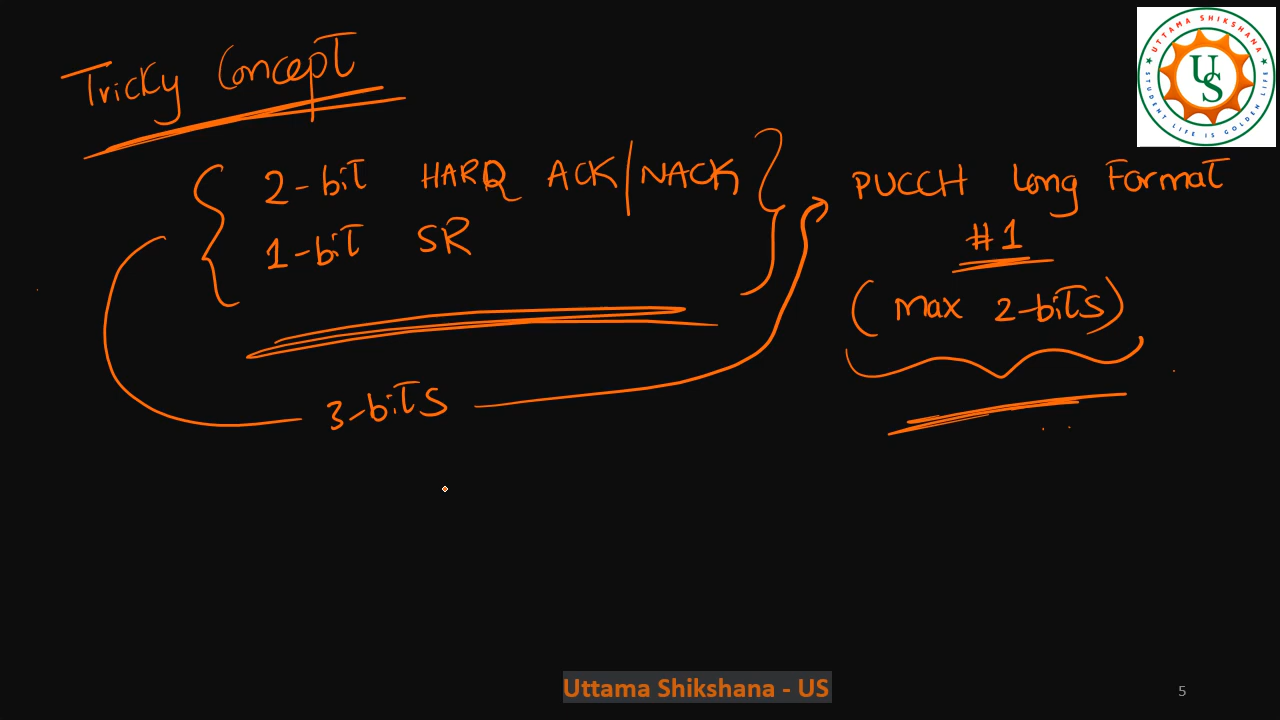 Tricky Concept
2-bit HARQ ACK/NACK
1-bit SR
3-bits
PUCCH Long Format
#1
(max 2-bits)
UTTAMA SHIKSHANA
US
STUDENT LIFE IS GOLDEN LIFE
Uttama Shikshana - US
5